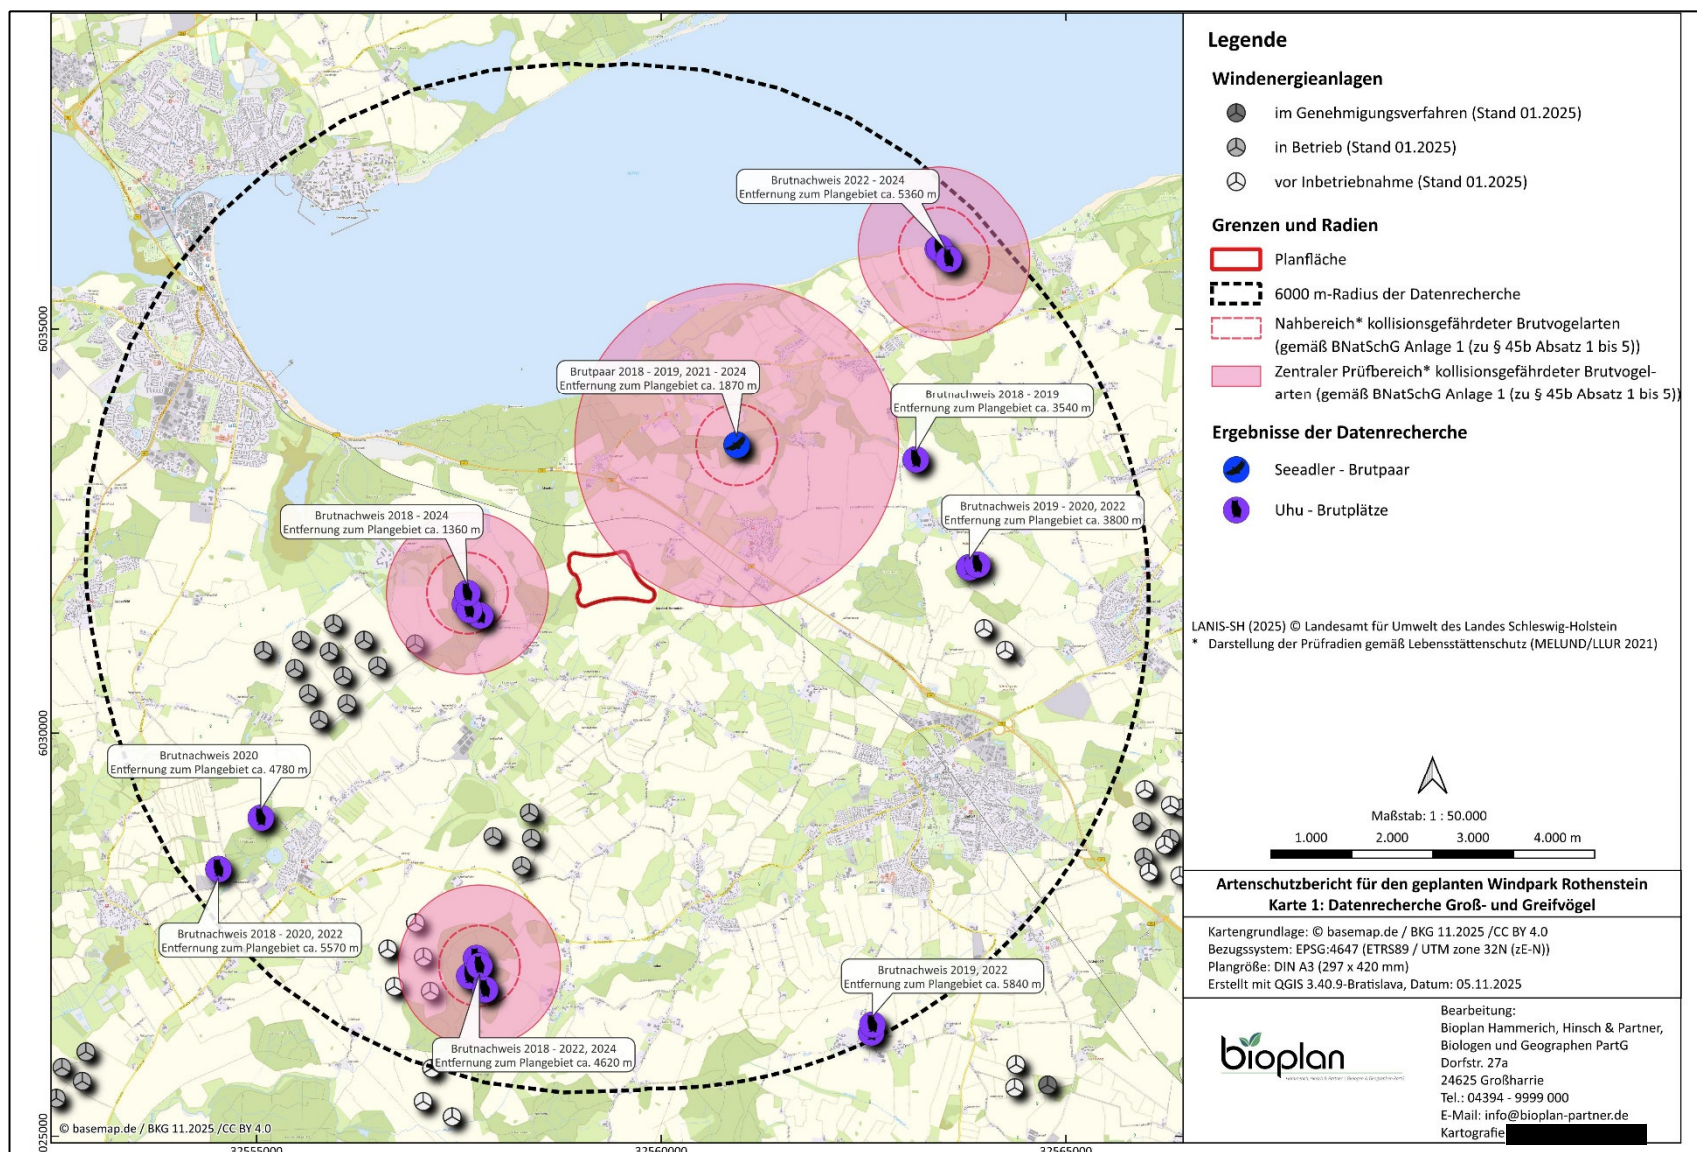 Brutnachweis 2022 - 2024
Entfernung zum Plangebiet ca. 5360 m
Brutpaar 2018 - 2019, 2021 - 2024
Entfernung zum Plangebiet ca. 1870 m
Brutnachweis 2018 - 2019
Entfernung zum Plangebiet ca. 3540 m
Brutnachweis 2018 - 2024
Entfernung zum Plangebiet ca. 1360 m
Brutnachweis 2019 - 2020, 2022
Entfernung zum Plangebiet ca. 3800 m
Brutnachweis 2020
Entfernung zum Plangebiet ca. 4780 m
Brutnachweis 2018 - 2020, 2022
Entfernung zum Plangebiet ca. 5570 m
Brutnachweis 2019, 2022
Entfernung zum Plangebiet ca. 5840 m
Brutnachweis 2018 - 2022, 2024
Entfernung zum Plangebiet ca. 4620 m
6035000
6030000
025000
32555000
32560000
32565000
© basemap.de / BKG 11.2025 /CC BY 4.0
Legende
Windenergieanlagen
im Genehmigungsverfahren (Stand 01.2025)
in Betrieb (Stand 01.2025)
vor Inbetriebnahme (Stand 01.2025)
Grenzen und Radien
Planfläche
6000 m-Radius der Datenrecherche
Nahbereich* kollisionsgefährdeter Brutvogelarten
(gemäß BNatSchG Anlage 1 (zu § 45b Absatz 1 bis 5))
Zentraler Prüfbereich* kollisionsgefährdeter Brutvogel-
arten (gemäß BNatSchG Anlage 1 (zu § 45b Absatz 1 bis 5))
Ergebnisse der Datenrecherche
Seeadler - Brutpaar
Uhu - Brutplätze
LANIS-SH (2025) © Landesamt für Umwelt des Landes Schleswig-Holstein
* Darstellung der Prüfradien gemäß Lebensstättenschutz (MELUND/LLUR 2021)
Maßstab: 1 : 50.000
1.000 2.000 3.000 4.000 m
Artenschutzbericht für den geplanten Windpark Rothenstein
Karte 1: Datenrecherche Groß- und Greifvögel
Kartengrundlage: © basemap.de / BKG 11.2025 /CC BY 4.0
Bezugssystem: EPSG:4647 (ETRS89 / UTM zone 32N (zE-N))
Plangröße: DIN A3 (297 x 420 mm)
Erstellt mit QGIS 3.40.9-Bratislava, Datum: 05.11.2025
bioplan
Bearbeitung:
Bioplan Hammerich, Hinsch & Partner,
Biologen und Geographen PartG
Dorfstr. 27a
24625 Großharrie
Tel.: 04394 - 9999 000
E-Mail: info@bioplan-partner.de
Kartografie